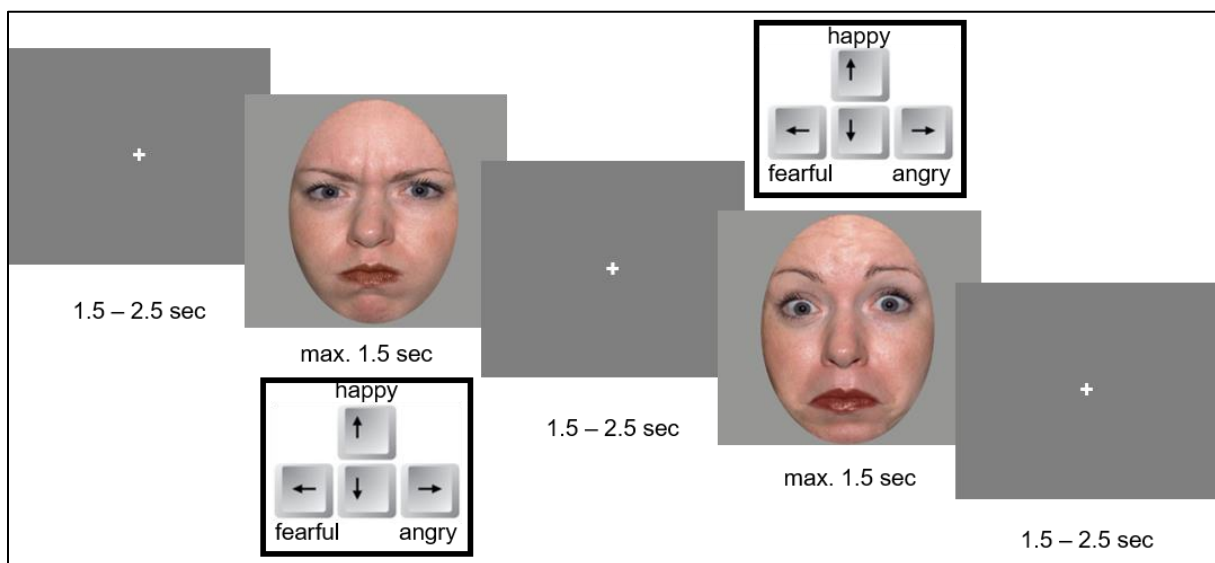 happy
fearful angry
1.5 – 2.5 sec
max. 1.5 sec
happy
fearful angry
1.5 – 2.5 sec
max. 1.5 sec
1.5 – 2.5 sec